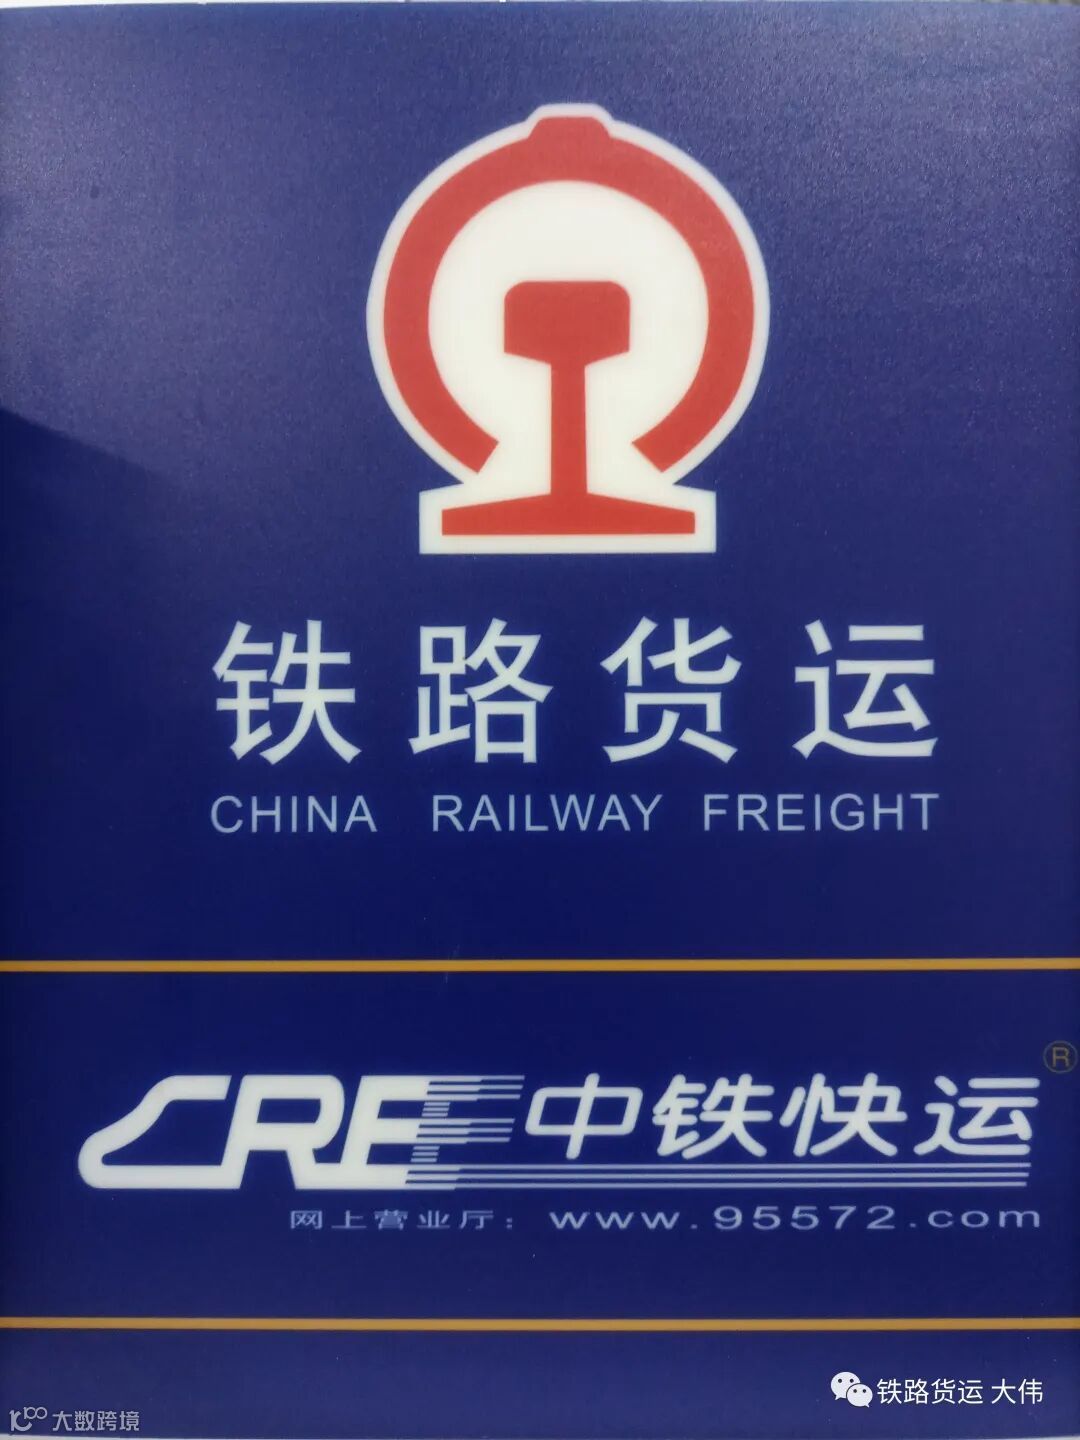 铁路货运
CHINA RAILWAY FREIGHT
CRE 中铁快运®
网上营业厅：www.95572.com
铁路货运 大伟
大数跨境